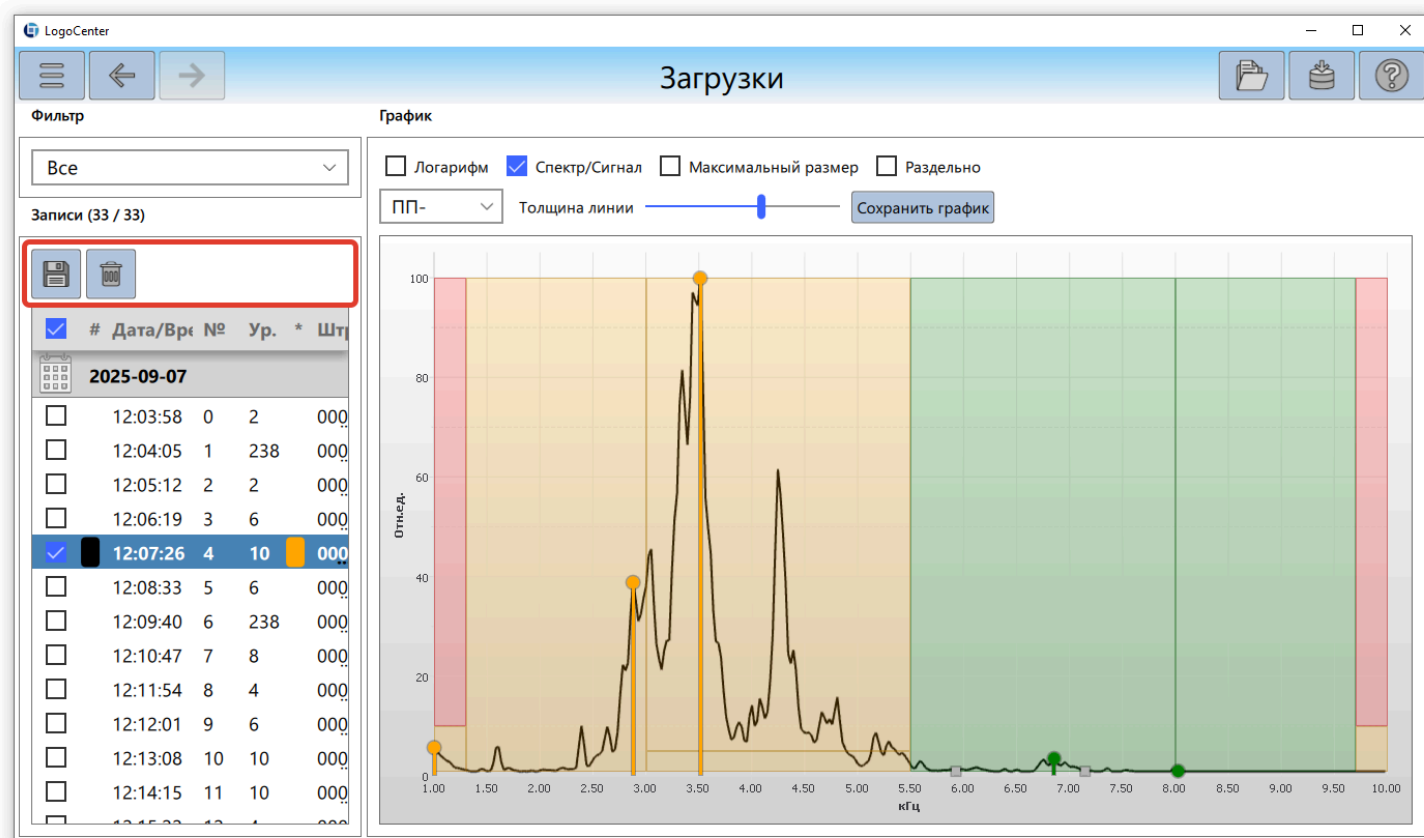 LogoCenter
Загрузки
Фильтр
График
Все
Логарифм Спектр/Сигнал Максимальный размер Раздельно
ПП- Толщина линии Сохранить график
Записи (33 / 33)
# Дата/Вре № Ур. * Штр
2025-09-07
12:03:58 0 2 000
12:04:05 1 238 000
12:05:12 2 2 000
12:06:19 3 6 000
12:07:26 4 10 000
12:08:33 5 6 000
12:09:40 6 238 000
12:10:47 7 8 000
12:11:54 8 4 000
12:12:01 9 6 000
12:13:08 10 10 000
12:14:15 11 10 000
100
80
60
40
20
0
Отн.ед.
1.00 1.50 2.00 2.50 3.00 3.50 4.00 4.50 5.00 5.50 6.00 6.50 7.00 7.50 8.00 8.50 9.00 9.50 10.00
кГц